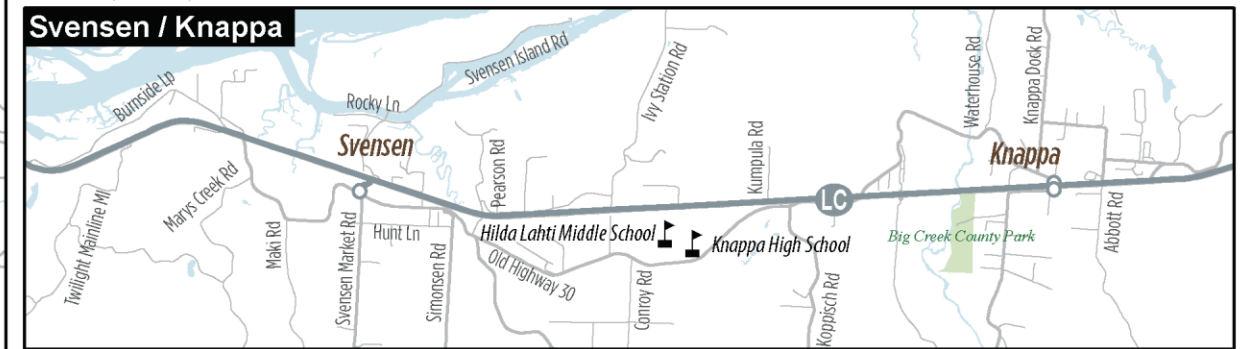 Svensen / Knappa
Burnside Lp
Svensen Island Rd
Rocky Ln
Ivy Station Rd
Waterhouse Rd
Knappa Dock Rd
Svensen
Knappa
Pearson Rd
Kumpula Rd
Marys Creek Rd
Twilight Mainline Ml
Maki Rd
Svensen Market Rd
Hunt Ln
Simonsen Rd
Old Highway 30
Hilda Lahti Middle School
Knappa High School
Conroy Rd
LC
Koppisch Rd
Big Creek County Park
Abbott Rd